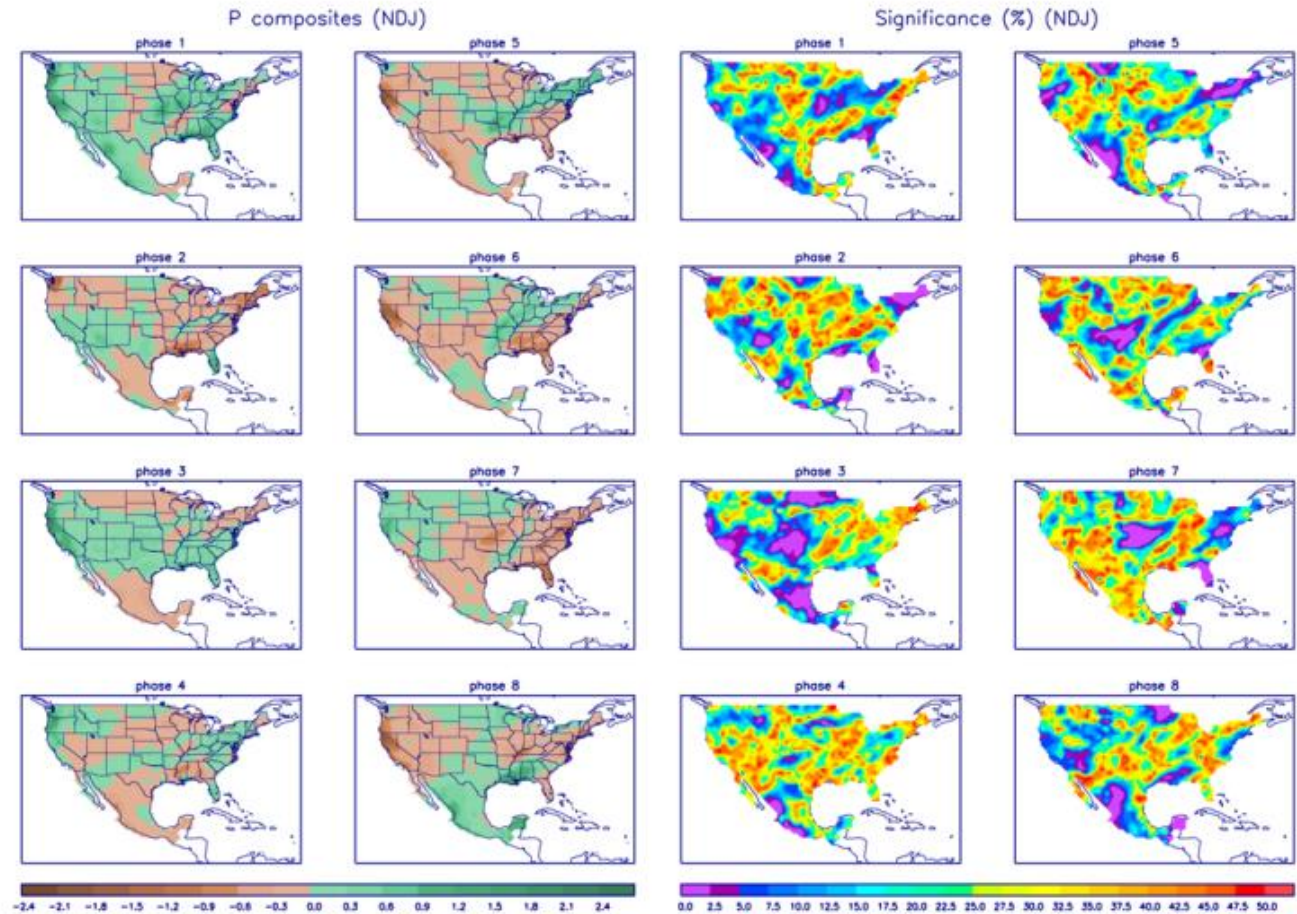 P composites (NDJ)
Significance (%) (NDJ)
phase 1
phase 5
phase 1
phase 5
phase 2
phase 6
phase 2
phase 6
phase 3
phase 7
phase 3
phase 7
phase 4
phase 8
phase 4
phase 8
-2.4 -2.1 -1.8 -1.5 -1.2 -0.9 -0.6 -0.3 0.0 0.3 0.6 0.9 1.2 1.5 1.8 2.1 2.4
0.0 2.5 5.0 7.5 10.0 12.5 15.0 17.5 20.0 22.5 25.0 27.5 30.0 32.5 35.0 37.5 40.0 42.5 45.0 47.5 50.0